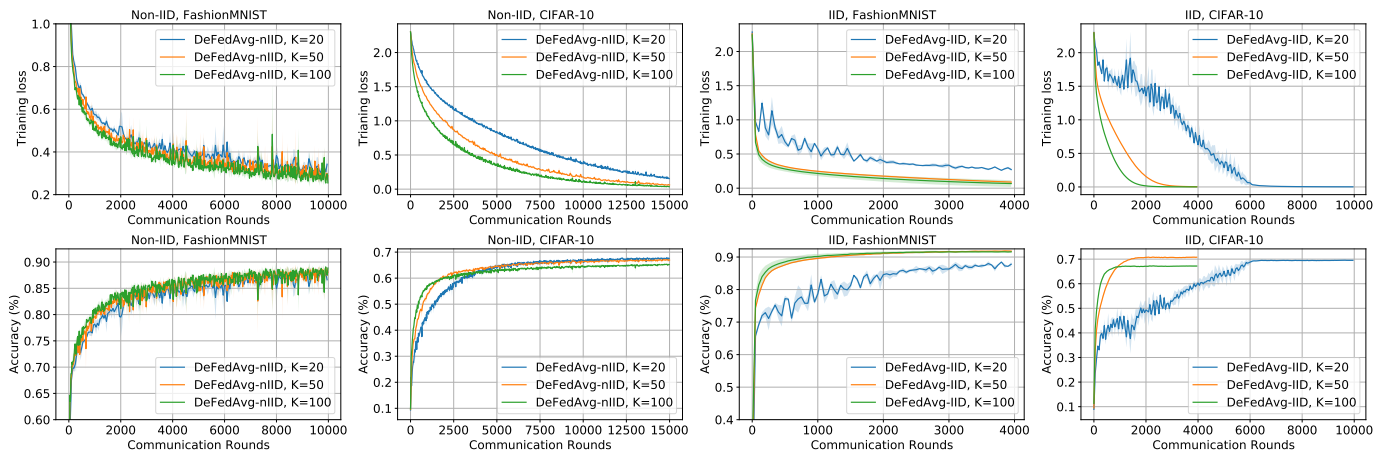 Non-IID, FashionMNIST
Trianing loss
1.0
0.8
0.6
0.4
0.2
DeFedAvg-nIID, K=20
DeFedAvg-nIID, K=50
DeFedAvg-nIID, K=100
0 2000 4000 6000 8000 10000
Communication Rounds
Non-IID, CIFAR-10
Trianing loss
2.0
1.5
1.0
0.5
0.0
DeFedAvg-nIID, K=20
DeFedAvg-nIID, K=50
DeFedAvg-nIID, K=100
0 2500 5000 7500 10000 12500 15000
Communication Rounds
IID, FashionMNIST
Trianing loss
2.0
1.5
1.0
0.5
0.0
DeFedAvg-IID, K=20
DeFedAvg-IID, K=50
DeFedAvg-IID, K=100
0 1000 2000 3000 4000
Communication Rounds
IID, CIFAR-10
Trianing loss
2.0
1.5
1.0
0.5
0.0
DeFedAvg-IID, K=20
DeFedAvg-IID, K=50
DeFedAvg-IID, K=100
0 2000 4000 6000 8000 10000
Communication Rounds
Non-IID, FashionMNIST
Accuracy (%)
0.90
0.85
0.80
0.75
0.70
0.65
0.60
DeFedAvg-nIID, K=20
DeFedAvg-nIID, K=50
DeFedAvg-nIID, K=100
0 2000 4000 6000 8000 10000
Communication Rounds
Non-IID, CIFAR-10
Accuracy (%)
0.7
0.6
0.5
0.4
0.3
0.2
0.1
DeFedAvg-nIID, K=20
DeFedAvg-nIID, K=50
DeFedAvg-nIID, K=100
0 2500 5000 7500 10000 12500 15000
Communication Rounds
IID, FashionMNIST
Accuracy (%)
0.9
0.8
0.7
0.6
0.5
0.4
DeFedAvg-IID, K=20
DeFedAvg-IID, K=50
DeFedAvg-IID, K=100
0 1000 2000 3000 4000
Communication Rounds
IID, CIFAR-10
Accuracy (%)
0.7
0.6
0.5
0.4
0.3
0.2
0.1
DeFedAvg-IID, K=20
DeFedAvg-IID, K=50
DeFedAvg-IID, K=100
0 2000 4000 6000 8000 10000
Communication Rounds